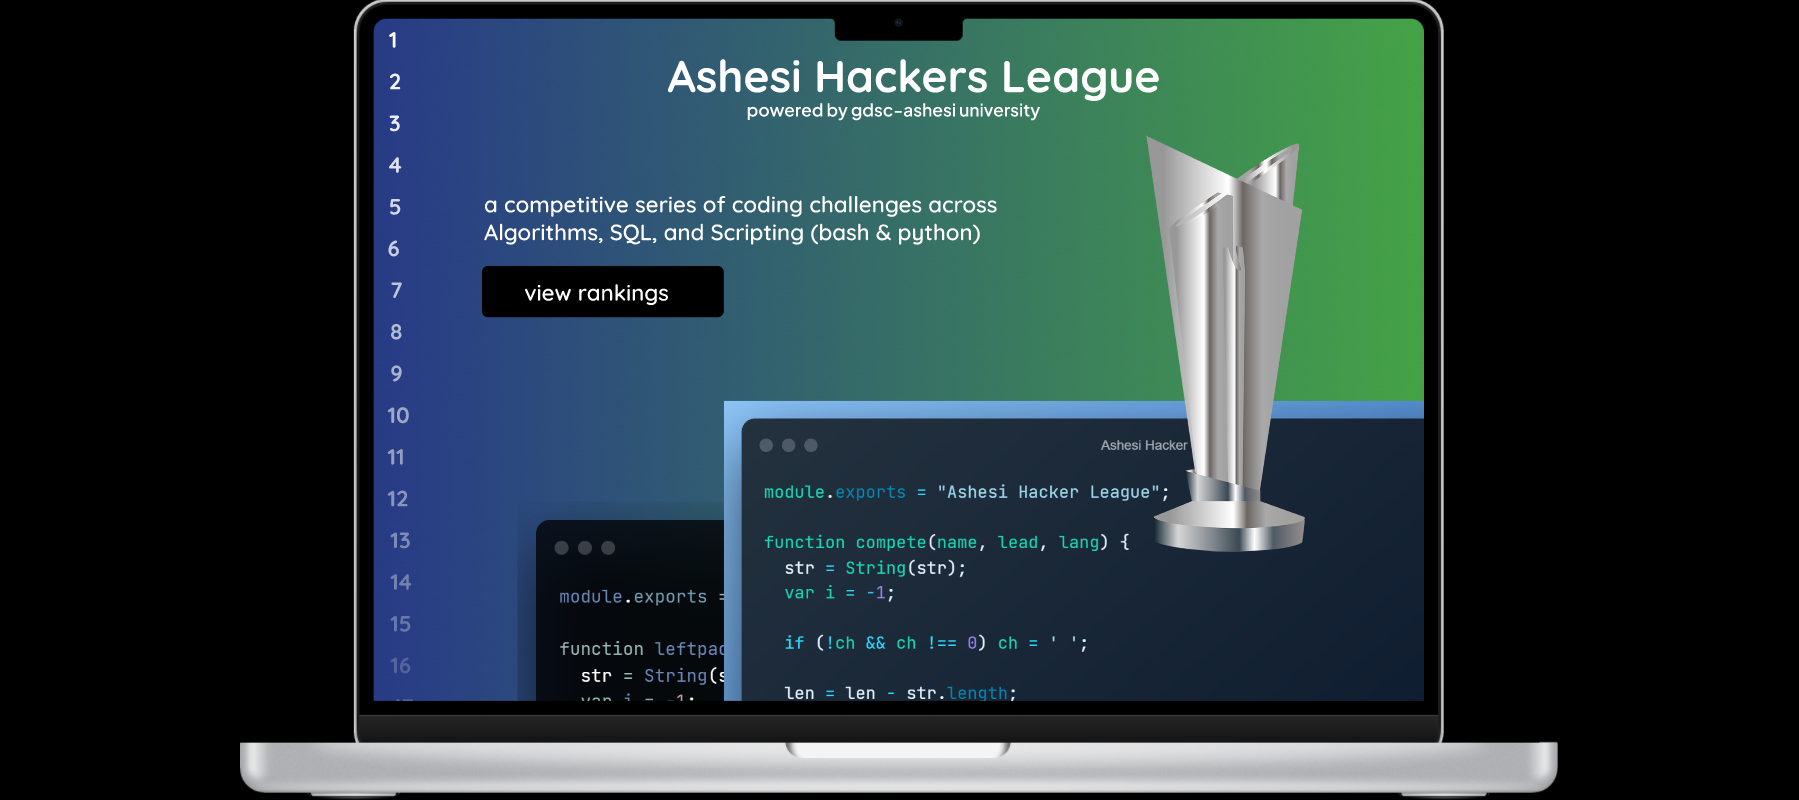 1
2
3
4
5
6
7
8
9
10
11
12
13
14
15
16
Ashesi Hackers League
powered by gdsc-ashesi university
a competitive series of coding challenges across
Algorithms, SQL, and Scripting (bash & python)
view rankings
module.exports =
function leftpad
str = String(s
var i = -1;
Ashesi Hacker
module.exports = "Ashesi Hacker League";
function compete(name, lead, lang) {
str = String(str);
var i = -1;
if (!ch && ch !== 0) ch = ' ';
len = len - str.length;